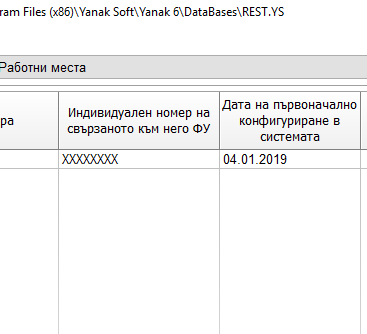 ram Files (x86)\Yanak Soft\Yanak 6\DataBases\REST.YS
Работни места
ра
Индивидуален номер на
свързаното към него ФУ
Дата на първоначално
конфигуриране в
системата
XXXXXXXX
04.01.2019